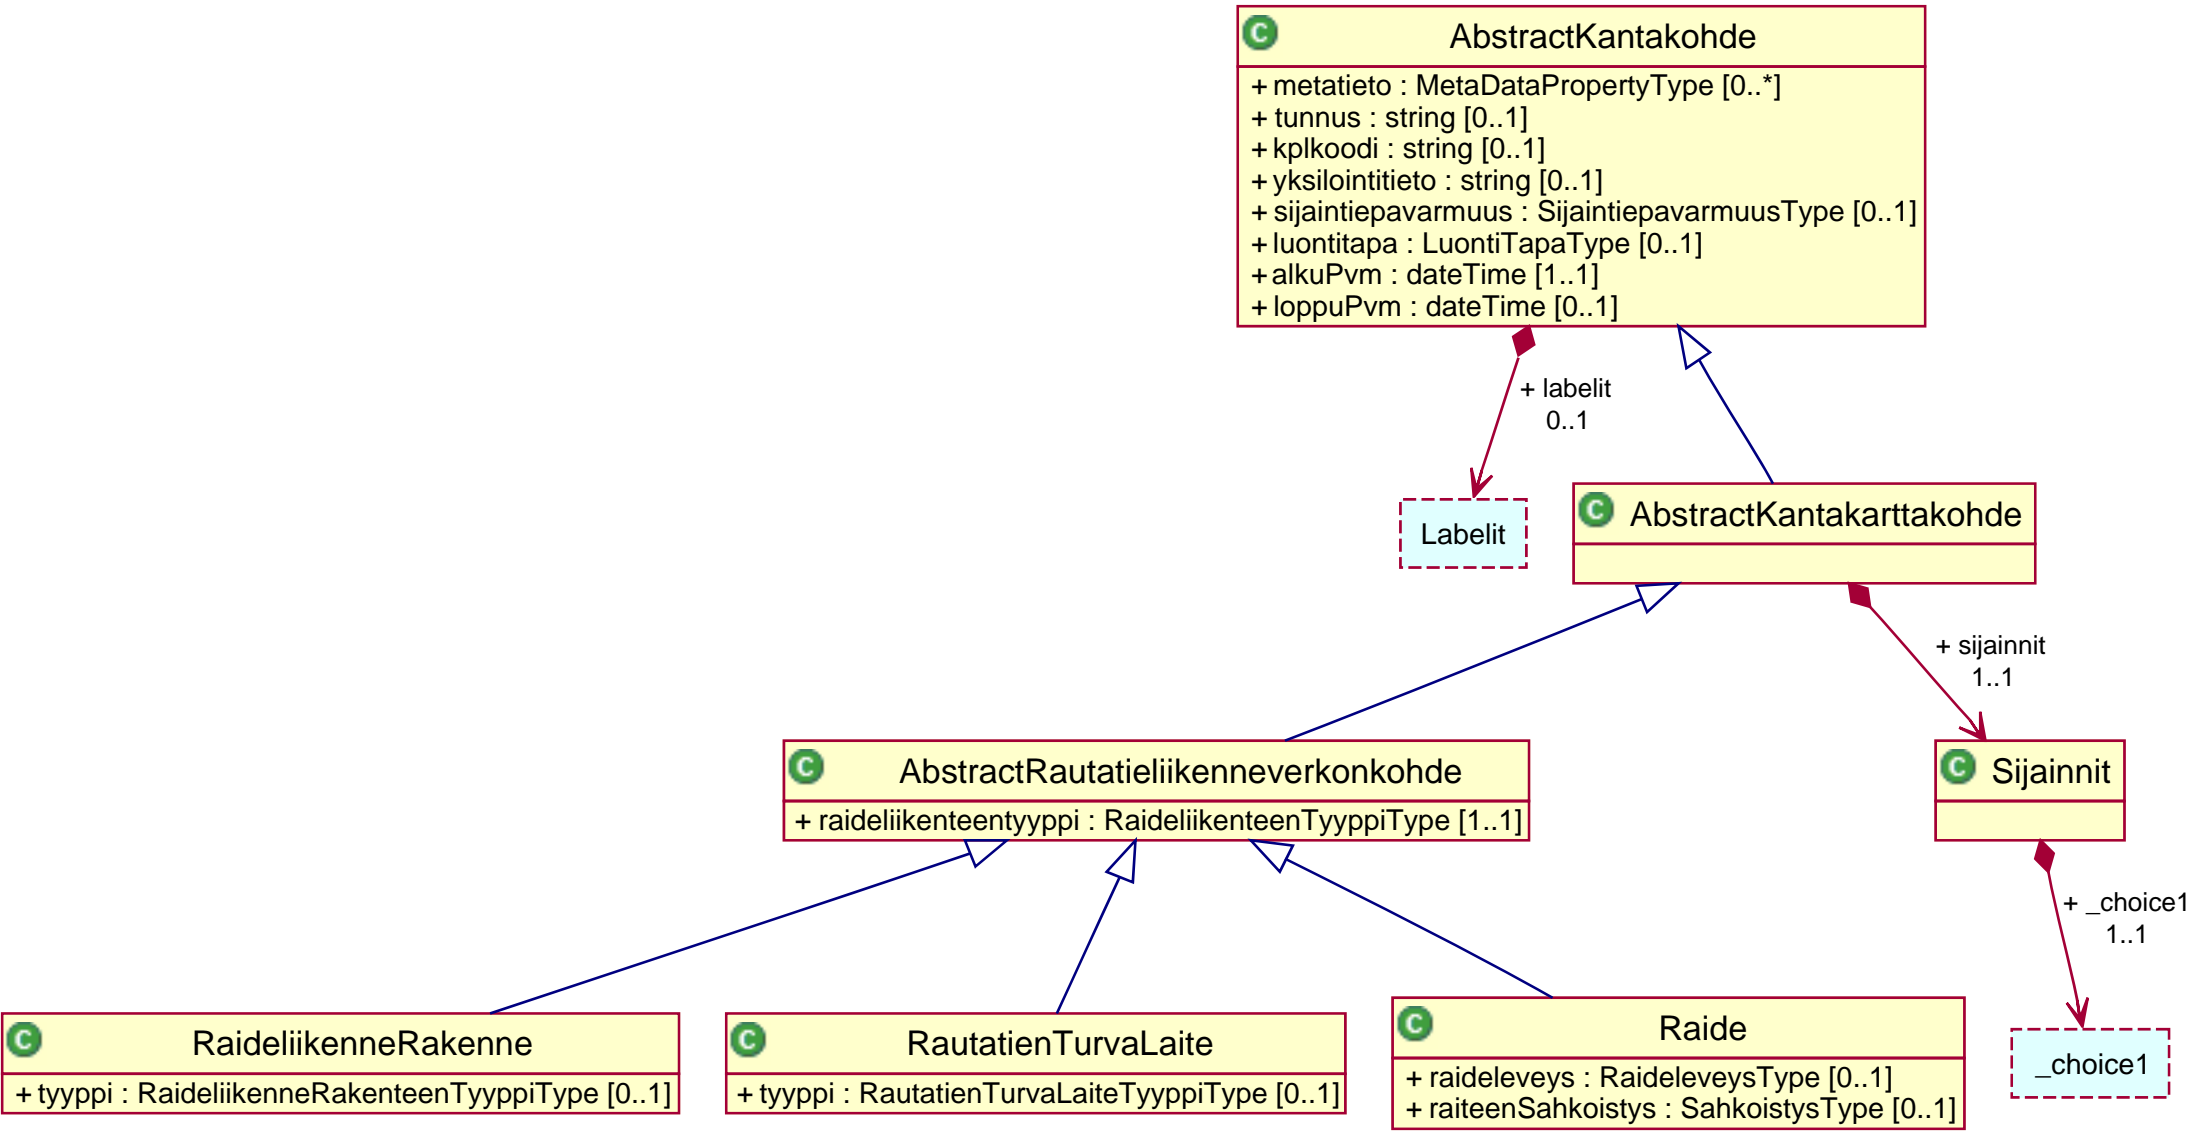 C AbstractKantakohde
+ metatieto : MetaDataPropertyType [0..*]
+ tunnus : string [0..1]
+ kplkoodi : string [0..1]
+ yksilointitieto : string [0..1]
+ sijaintiepavarmuus : SijaintiepavarmuusType [0..1]
+ luontitapa : LuontiTapaType [0..1]
+ alkuPvm : dateTime [1..1]
+ loppuPvm : dateTime [0..1]
+ labelit
0..1
Labelit
C AbstractKantakarttakohde
+ sijainnit
1..1
C AbstractRautatieliikenneverkonkohde
+ raideliikenteentyyppi : RaideliikenteenTyyppiType [1..1]
C Sijainnit
+ _choice1
1..1
C RaideliikenneRakenne
+ tyyppi : RaideliikenneRakenteenTyyppiType [0..1]
C RautatienTurvaLaite
+ tyyppi : RautatienTurvaLaiteTyyppiType [0..1]
C Raide
+ raideleveys : RaideleveysType [0..1]
+ raiteenSahkoistys : SahkoistysType [0..1]
_choice1